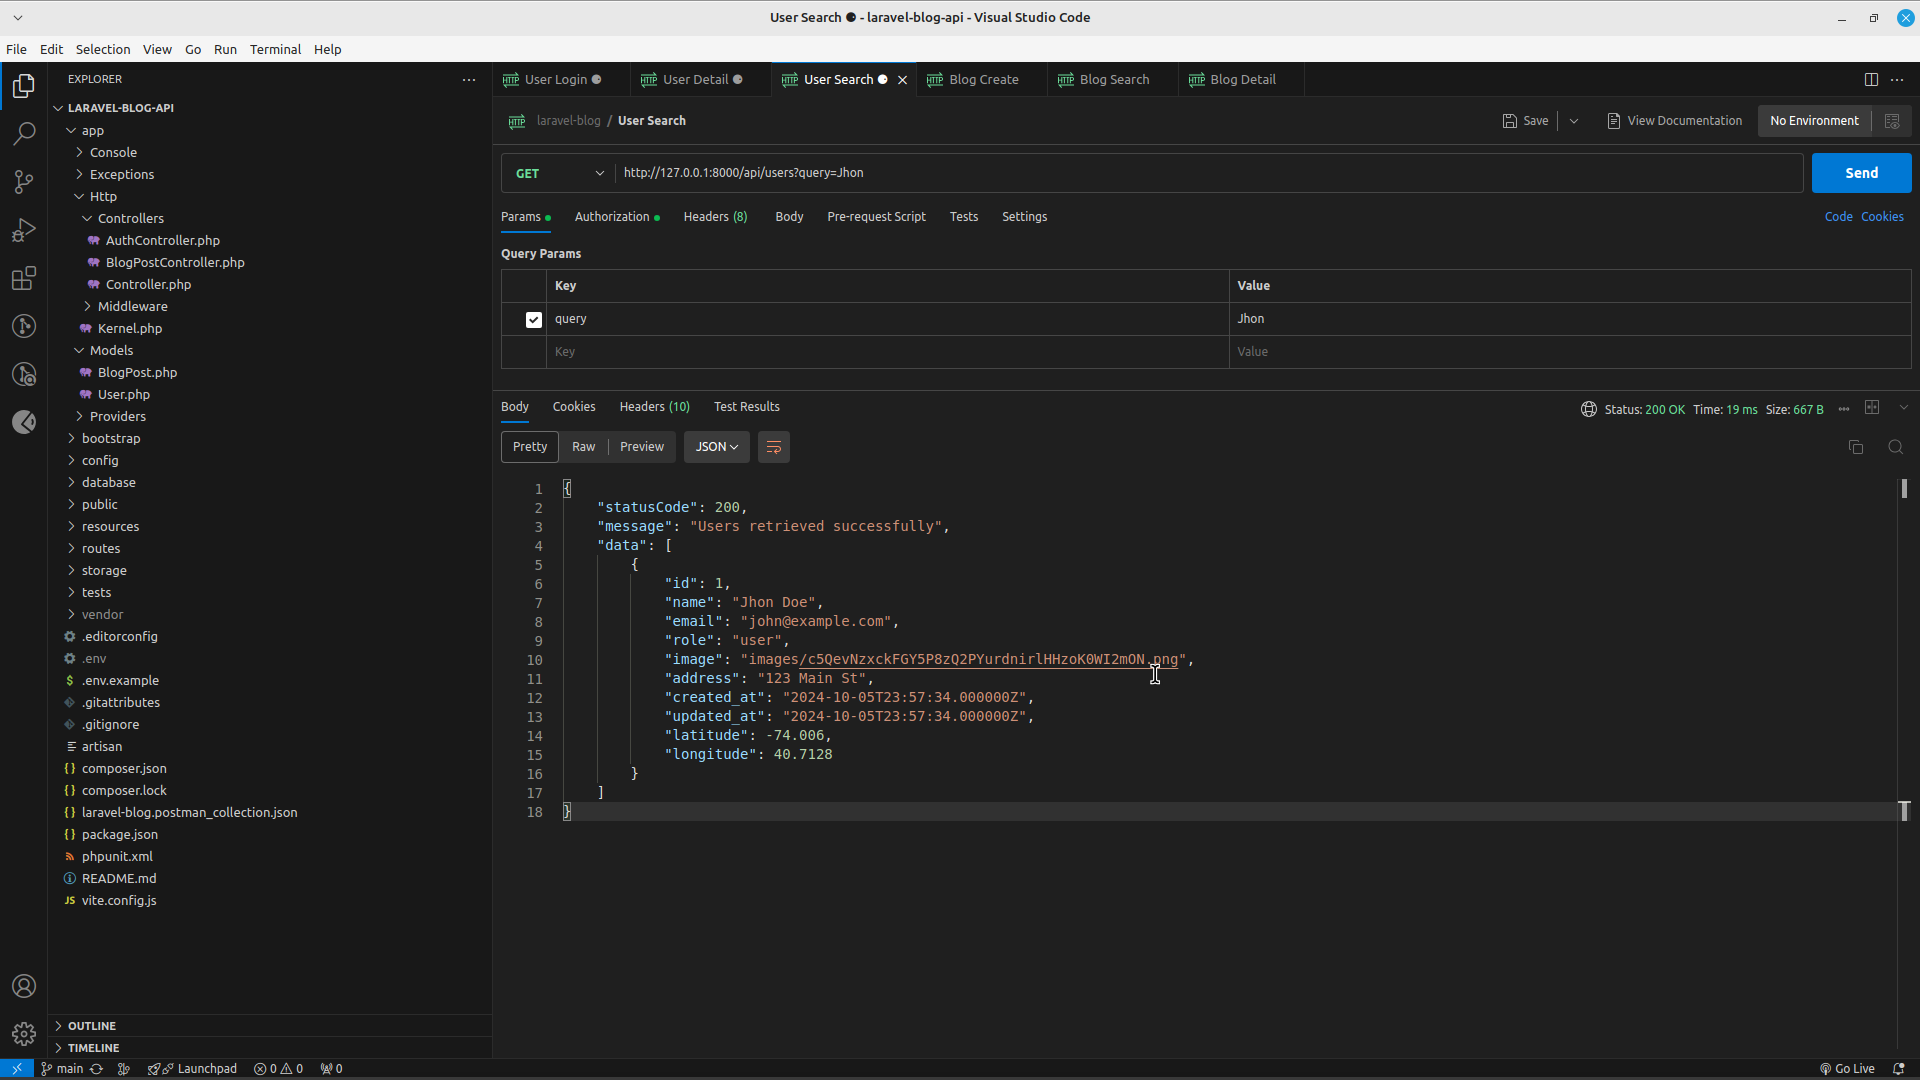 User Search ● - laravel-blog-api - Visual Studio Code
File Edit Selection View Go Run Terminal Help
EXPLORER
LARAVEL-BLOG-API
app
Console
Exceptions
Http
Controllers
AuthController.php
BlogPostController.php
Controller.php
Middleware
Kernel.php
Models
BlogPost.php
User.php
Providers
bootstrap
config
database
public
resources
routes
storage
tests
vendor
.editorconfig
.env
.env.example
.gitattributes
.gitignore
artisan
composer.json
composer.lock
laravel-blog.postman_collection.json
package.json
phpunit.xml
README.md
vite.config.js
OUTLINE
TIMELINE
HTTP User Login HTTP User Detail HTTP User Search HTTP Blog Create HTTP Blog Search HTTP Blog Detail
HTTP laravel-blog / User Search Save View Documentation No Environment
GET http://127.0.0.1:8000/api/users?query=Jhon Send
Params Authorization Headers (8) Body Pre-request Script Tests Settings Code Cookies
Query Params
Key Value
query Jhon
Key Value
Body Cookies Headers (10) Test Results Status: 200 OK Time: 19 ms Size: 667 B
Pretty Raw Preview JSON
1 {
2 "statusCode": 200,
3 "message": "Users retrieved successfully",
4 "data": [
5 {
6 "id": 1,
7 "name": "Jhon Doe",
8 "email": "john@example.com",
9 "role": "user",
10 "image": "images/c5QevNzxckFGY5P8zQ2PYurdnirlHHzoK0WI2mON.png",
11 "address": "123 Main St",
12 "created_at": "2024-10-05T23:57:34.000000Z",
13 "updated_at": "2024-10-05T23:57:34.000000Z",
14 "latitude": -74.006,
15 "longitude": 40.7128
16 }
17 ]
18 }
main Launchpad 0 0 0 Go Live